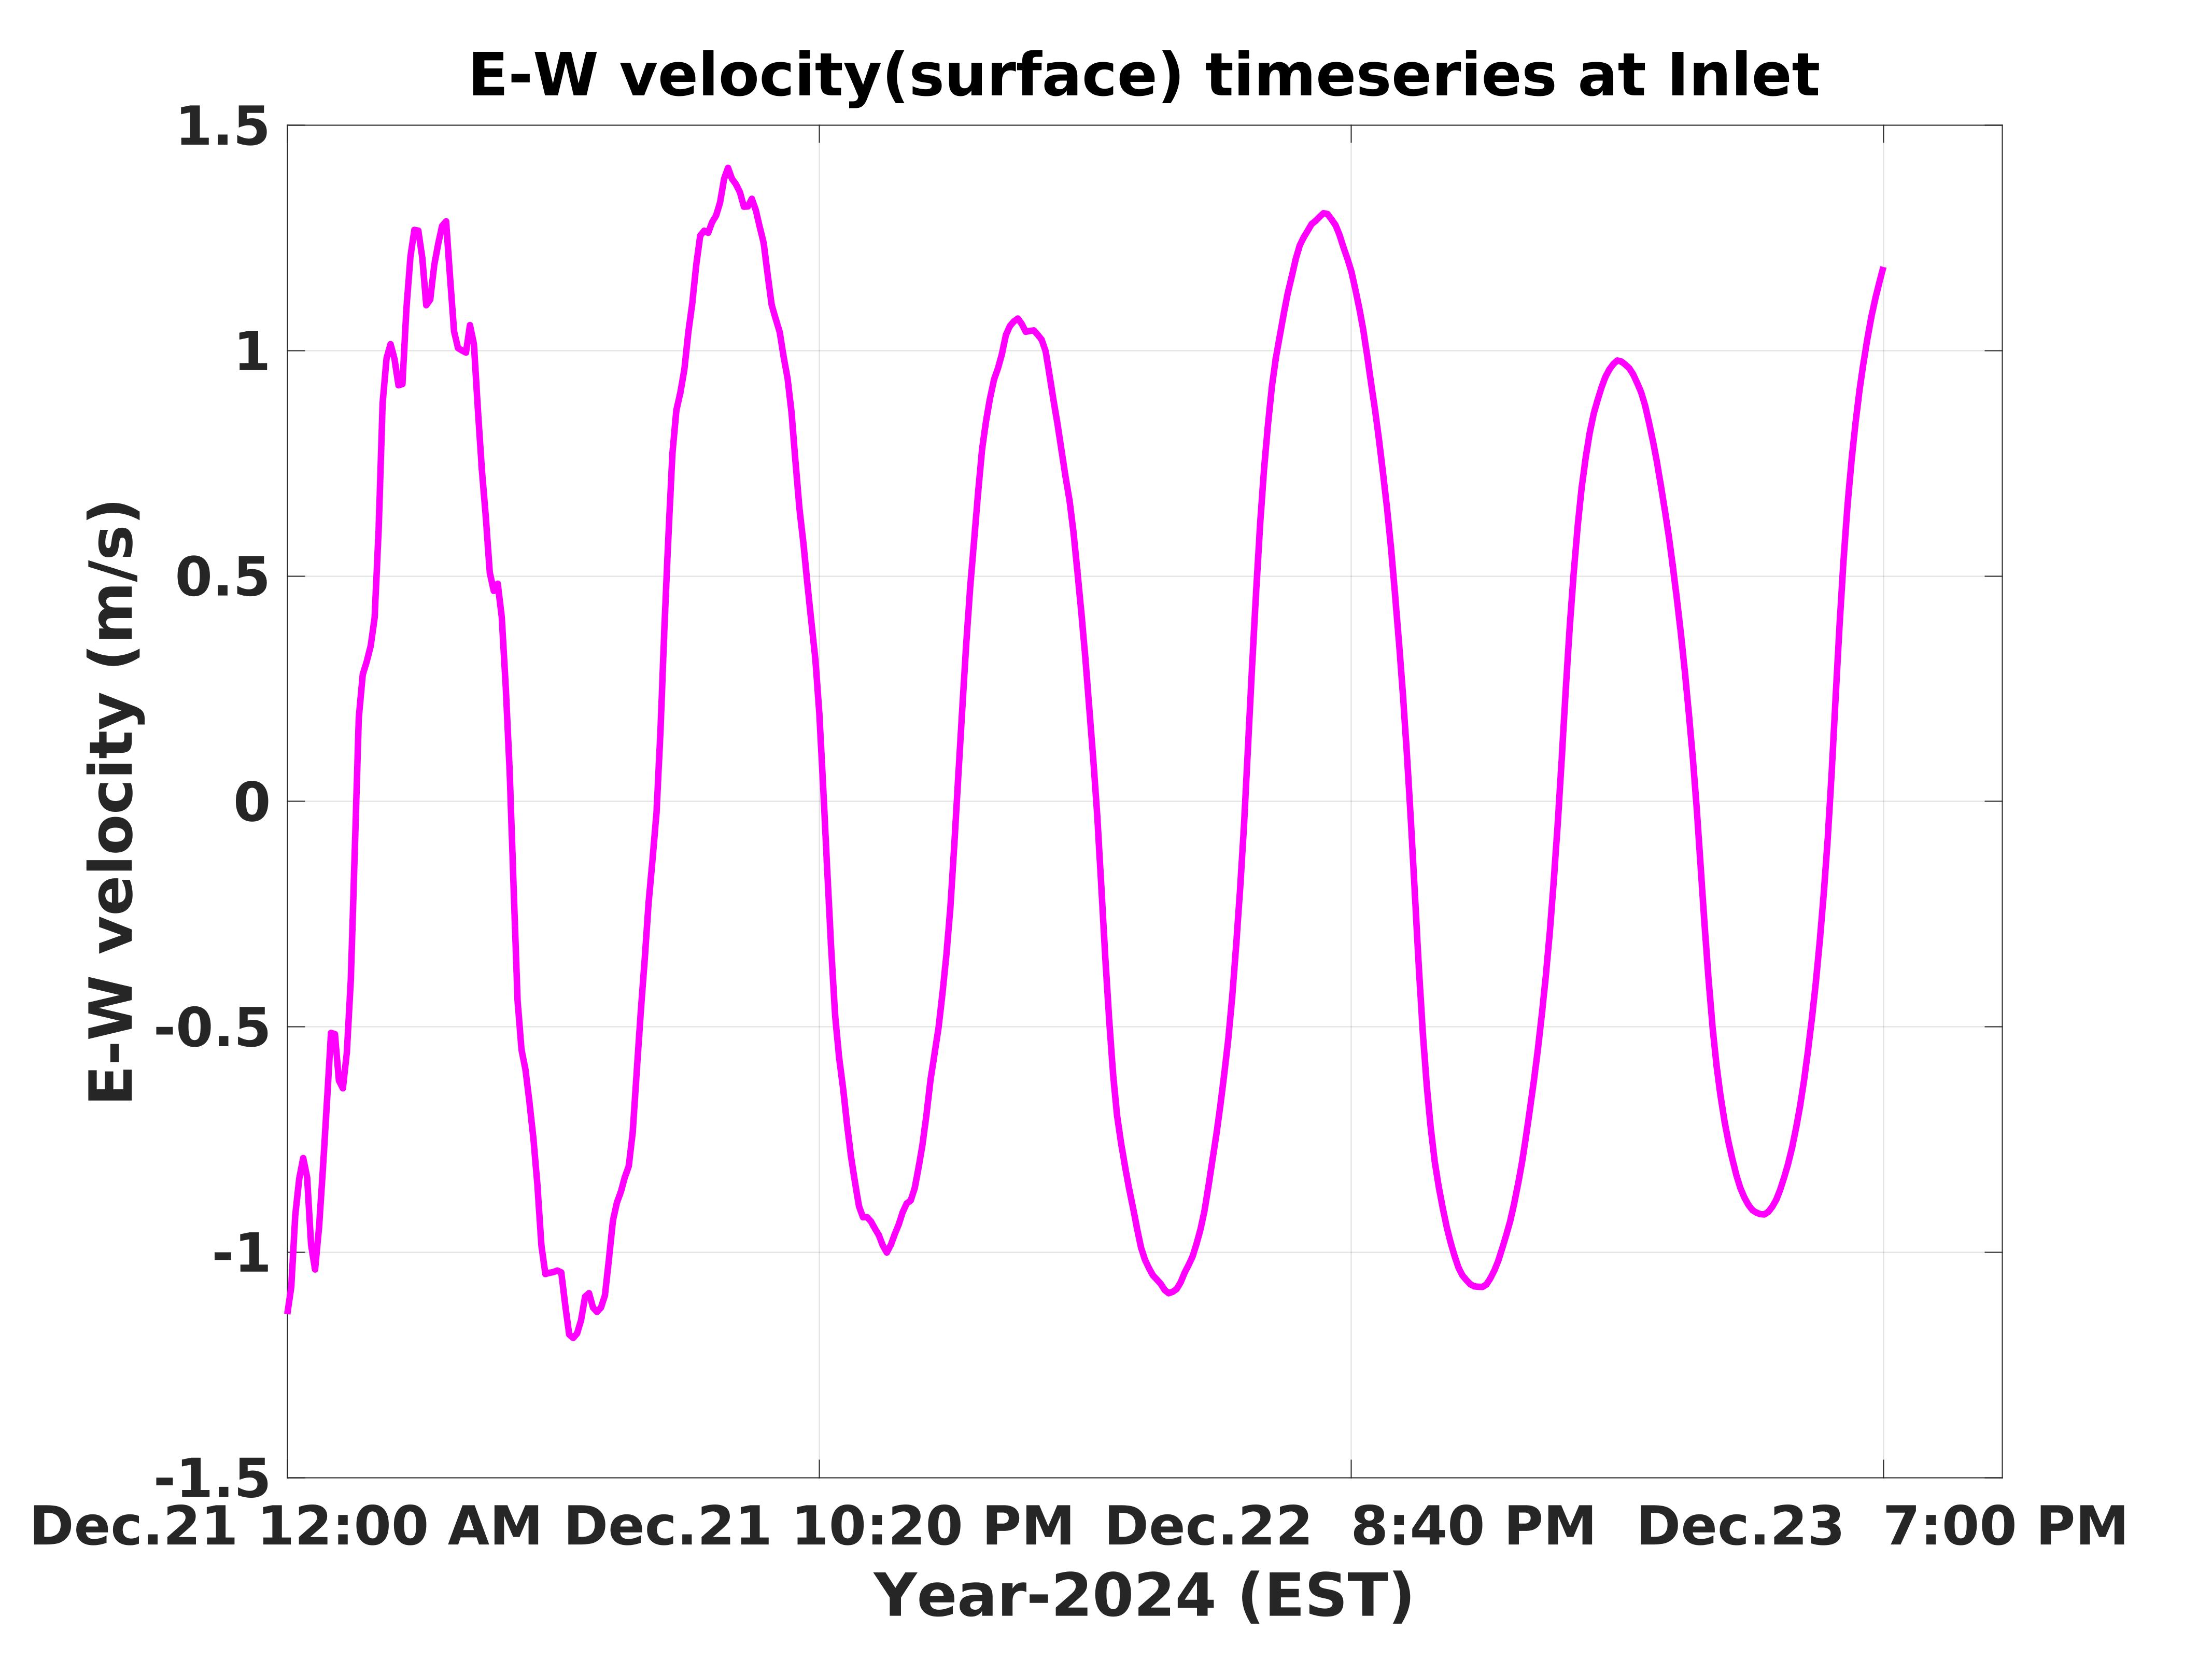 E-W velocity(surface) timeseries at Inlet
1.5
1
0.5
0
-0.5
-1
-1.5
E-W velocity (m/s)
Dec.21 12:00 AM Dec.21 10:20 PM Dec.22 8:40 PM Dec.23 7:00 PM
Year-2024 (EST)